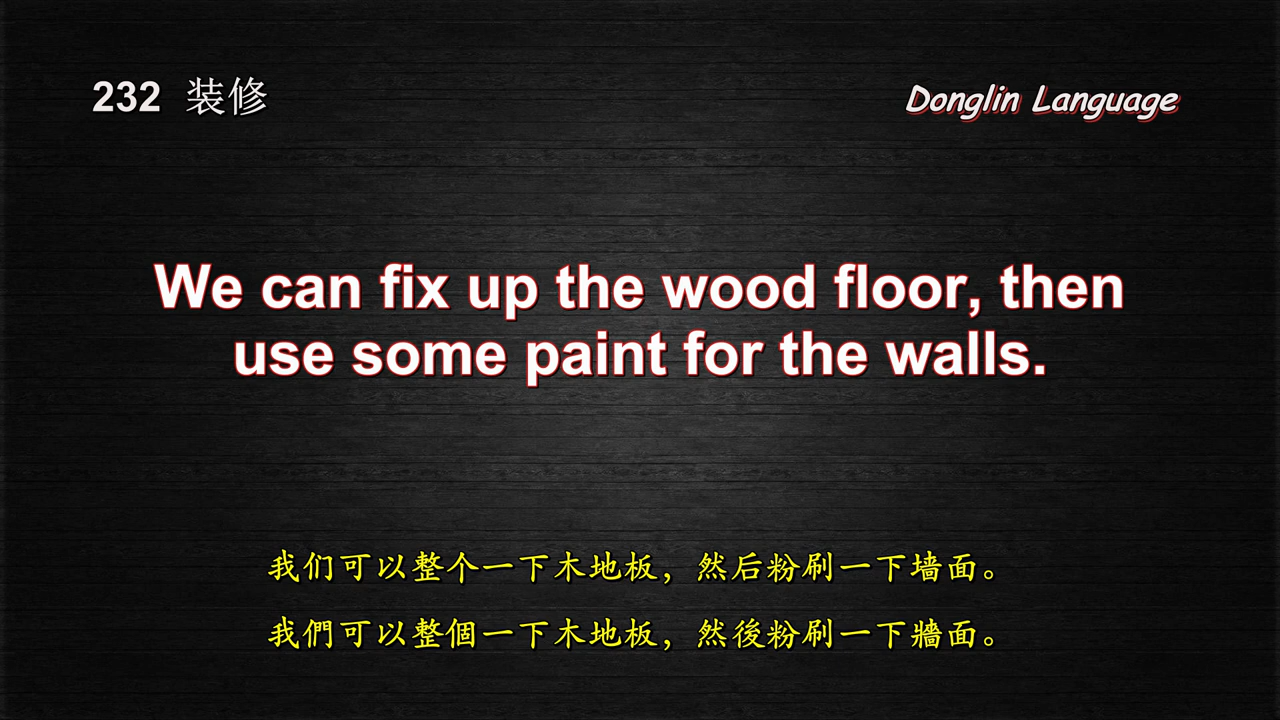 232 装修
Donglin Language
We can fix up the wood floor, then
use some paint for the walls.
我们可以整个一下木地板，然后粉刷一下墙面。
我們可以整個一下木地板，然後粉刷一下牆面。